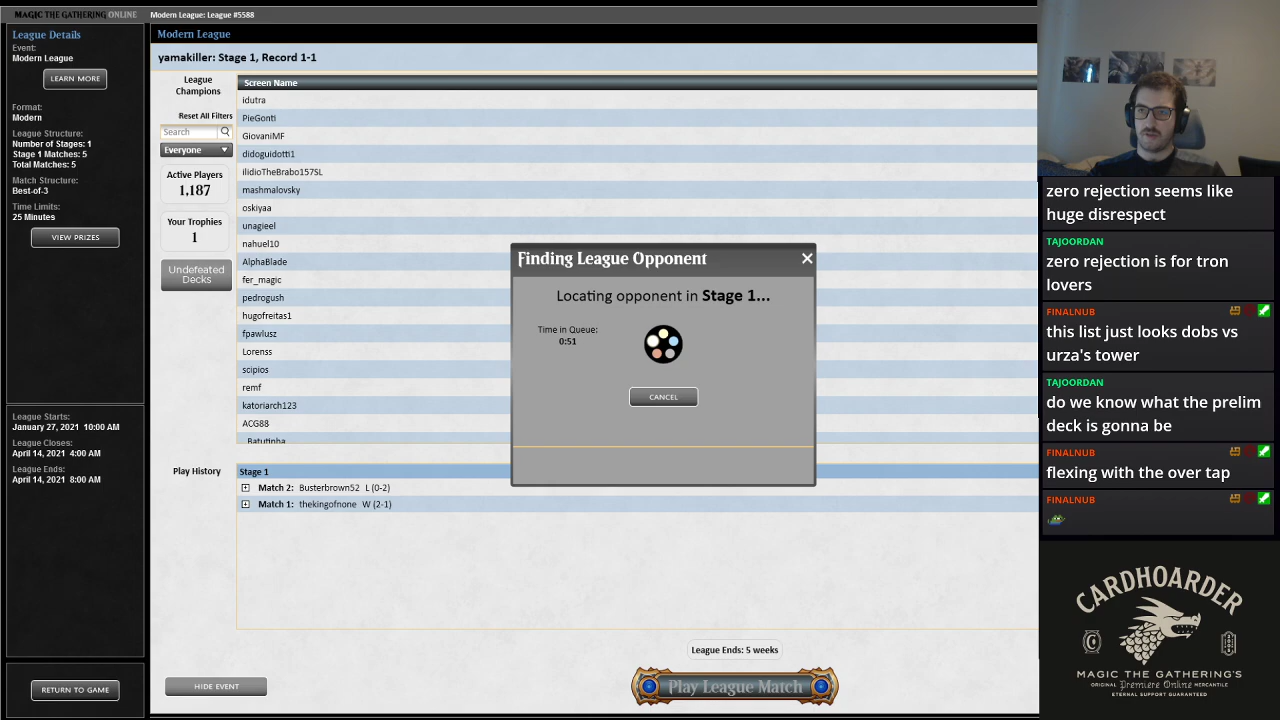 MAGIC THE GATHERING ONLINE
Modern League: League #5588
League Details
Event:
Modern League
LEARN MORE
Format:
Modern
League Structure:
Number of Stages: 1
Stage 1 Matches: 5
Total Matches: 5
Match Structure:
Best-of-3
Time Limits:
25 Minutes
VIEW PRIZES
League Starts:
January 27, 2021 10:00 AM
League Closes:
April 14, 2021 4:00 AM
League Ends:
April 14, 2021 8:00 AM
RETURN TO GAME
Modern League
yamakiller: Stage 1, Record 1-1
League
Champions
Reset All Filters
Search
Everyone
Active Players
1,187
Your Trophies
1
Undefeated
Decks
Screen Name
idutra
PieGonti
GiovaniMF
didoguidotti1
ilidioTheBrabo157SL
mashmalovsky
oskiyaa
unagieel
nahuel10
AlphaBlade
fer_magic
pedrogush
hugofreitas1
fpawlusz
Lorenss
scipios
remf
katoriarch123
ACG88
_Batutinha_
Finding League Opponent
Locating opponent in Stage 1...
Time in Queue:
0:51
CANCEL
Play History
Stage 1
Match 2: Busterbrown52 L (0-2)
Match 1: thekingofnone W (2-1)
League Ends: 5 weeks
HIDE EVENT
Play League Match
zero rejection seems like
huge disrespect
TAJOORDAN
zero rejection is for tron
lovers
FINALNUB
this list just looks dobs vs
urza's tower
TAJOORDAN
do we know what the prelim
deck is gonna be
FINALNUB
flexing with the over tap
FINALNUB
CARDHOARDER
MAGIC THE GATHERING'S
ORIGINAL Premiere Online MERCANTILE
ETERNAL SUPPORT GUARANTEED